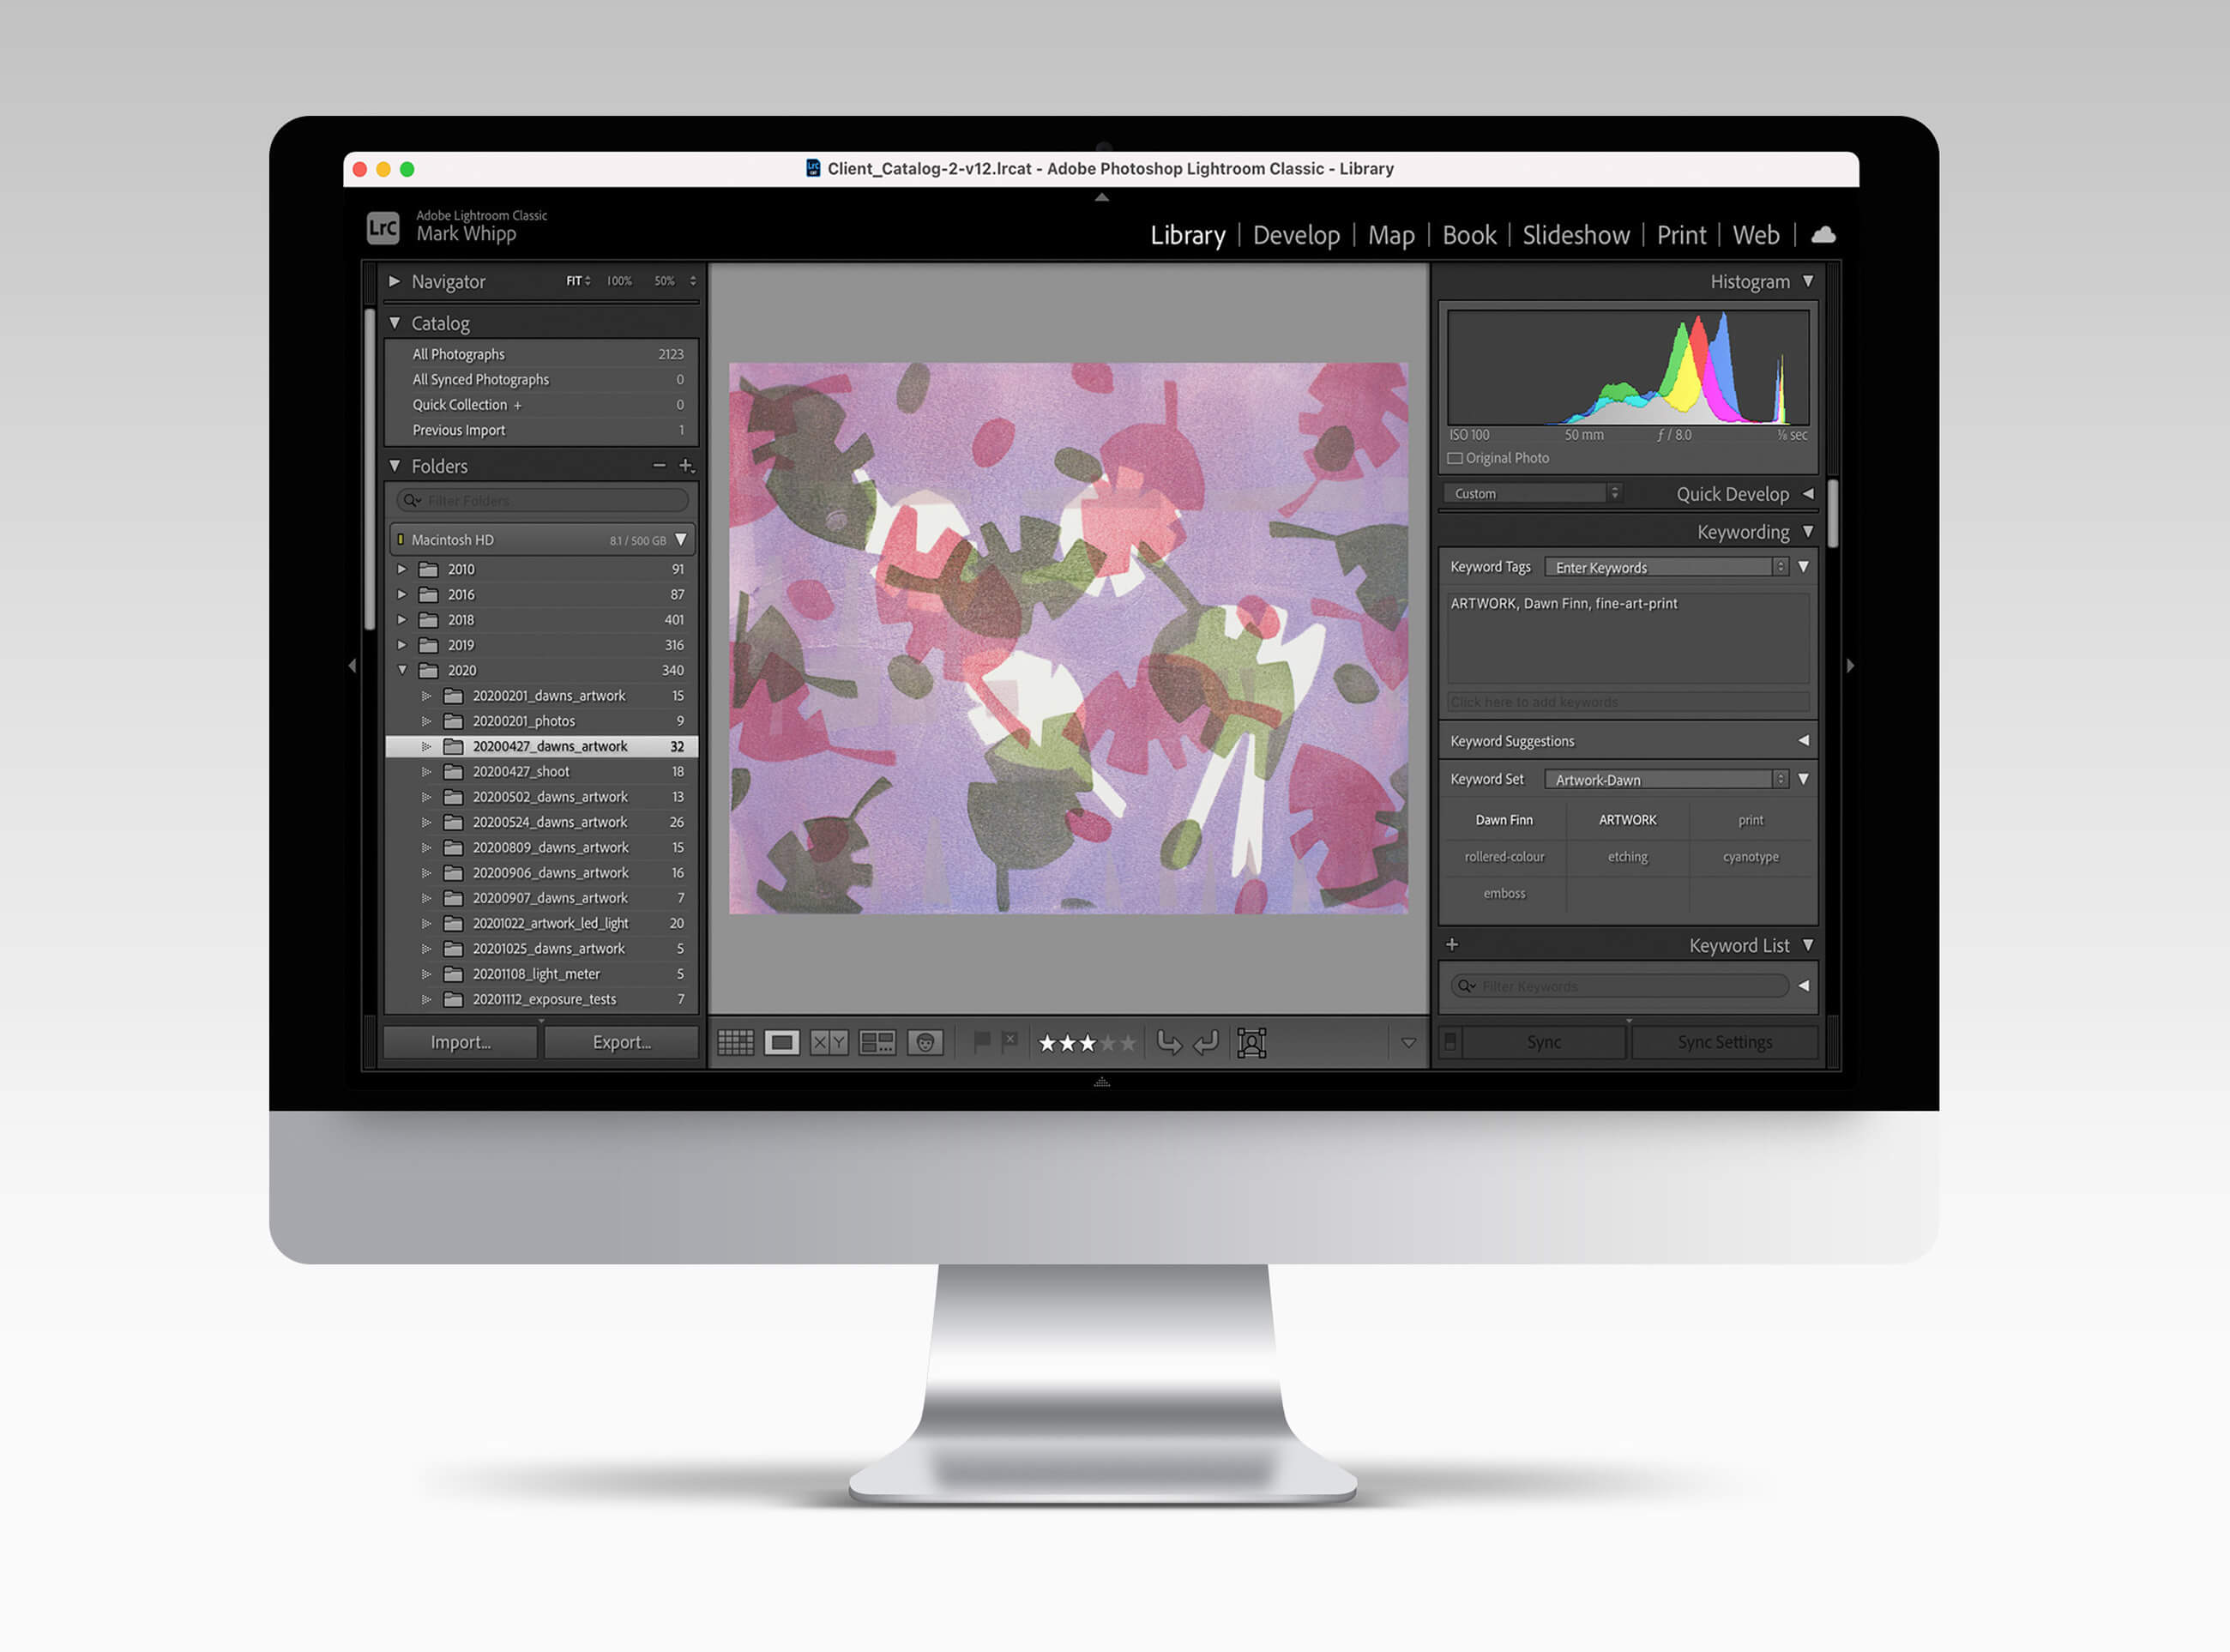 Client_Catalog-2-v12.lrcat - Adobe Photoshop Lightroom Classic - Library
LrC
Adobe Lightroom Classic
Mark Whipp
Library | Develop | Map | Book | Slideshow | Print | Web
Navigator FIT 100% 50%
Catalog
All Photographs 2123
All Synced Photographs 0
Quick Collection + 0
Previous Import 1
Folders − +
Filter Folders
Macintosh HD 8.1 / 500 GB
2010 91
2016 87
2018 401
2019 316
2020 340
20200201_dawns_artwork 15
20200201_photos 9
20200427_dawns_artwork 32
20200427_shoot 18
20200502_dawns_artwork 13
20200524_dawns_artwork 26
20200809_dawns_artwork 15
20200906_dawns_artwork 16
20200907_dawns_artwork 7
20201022_artwork_led_light 20
20201025_dawns_artwork 5
20201108_light_meter 5
20201112_exposure_tests 7
Import... Export...
XY
Histogram
ISO 100 50 mm ƒ / 8.0 ⅛ sec
Original Photo
Custom Quick Develop
Keywording
Keyword Tags Enter Keywords
ARTWORK, Dawn Finn, fine-art-print
Click here to add keywords
Keyword Suggestions
Keyword Set Artwork-Dawn
Dawn Finn ARTWORK print
rollered-colour etching cyanotype
emboss
+ Keyword List
Filter Keywords
Sync Sync Settings